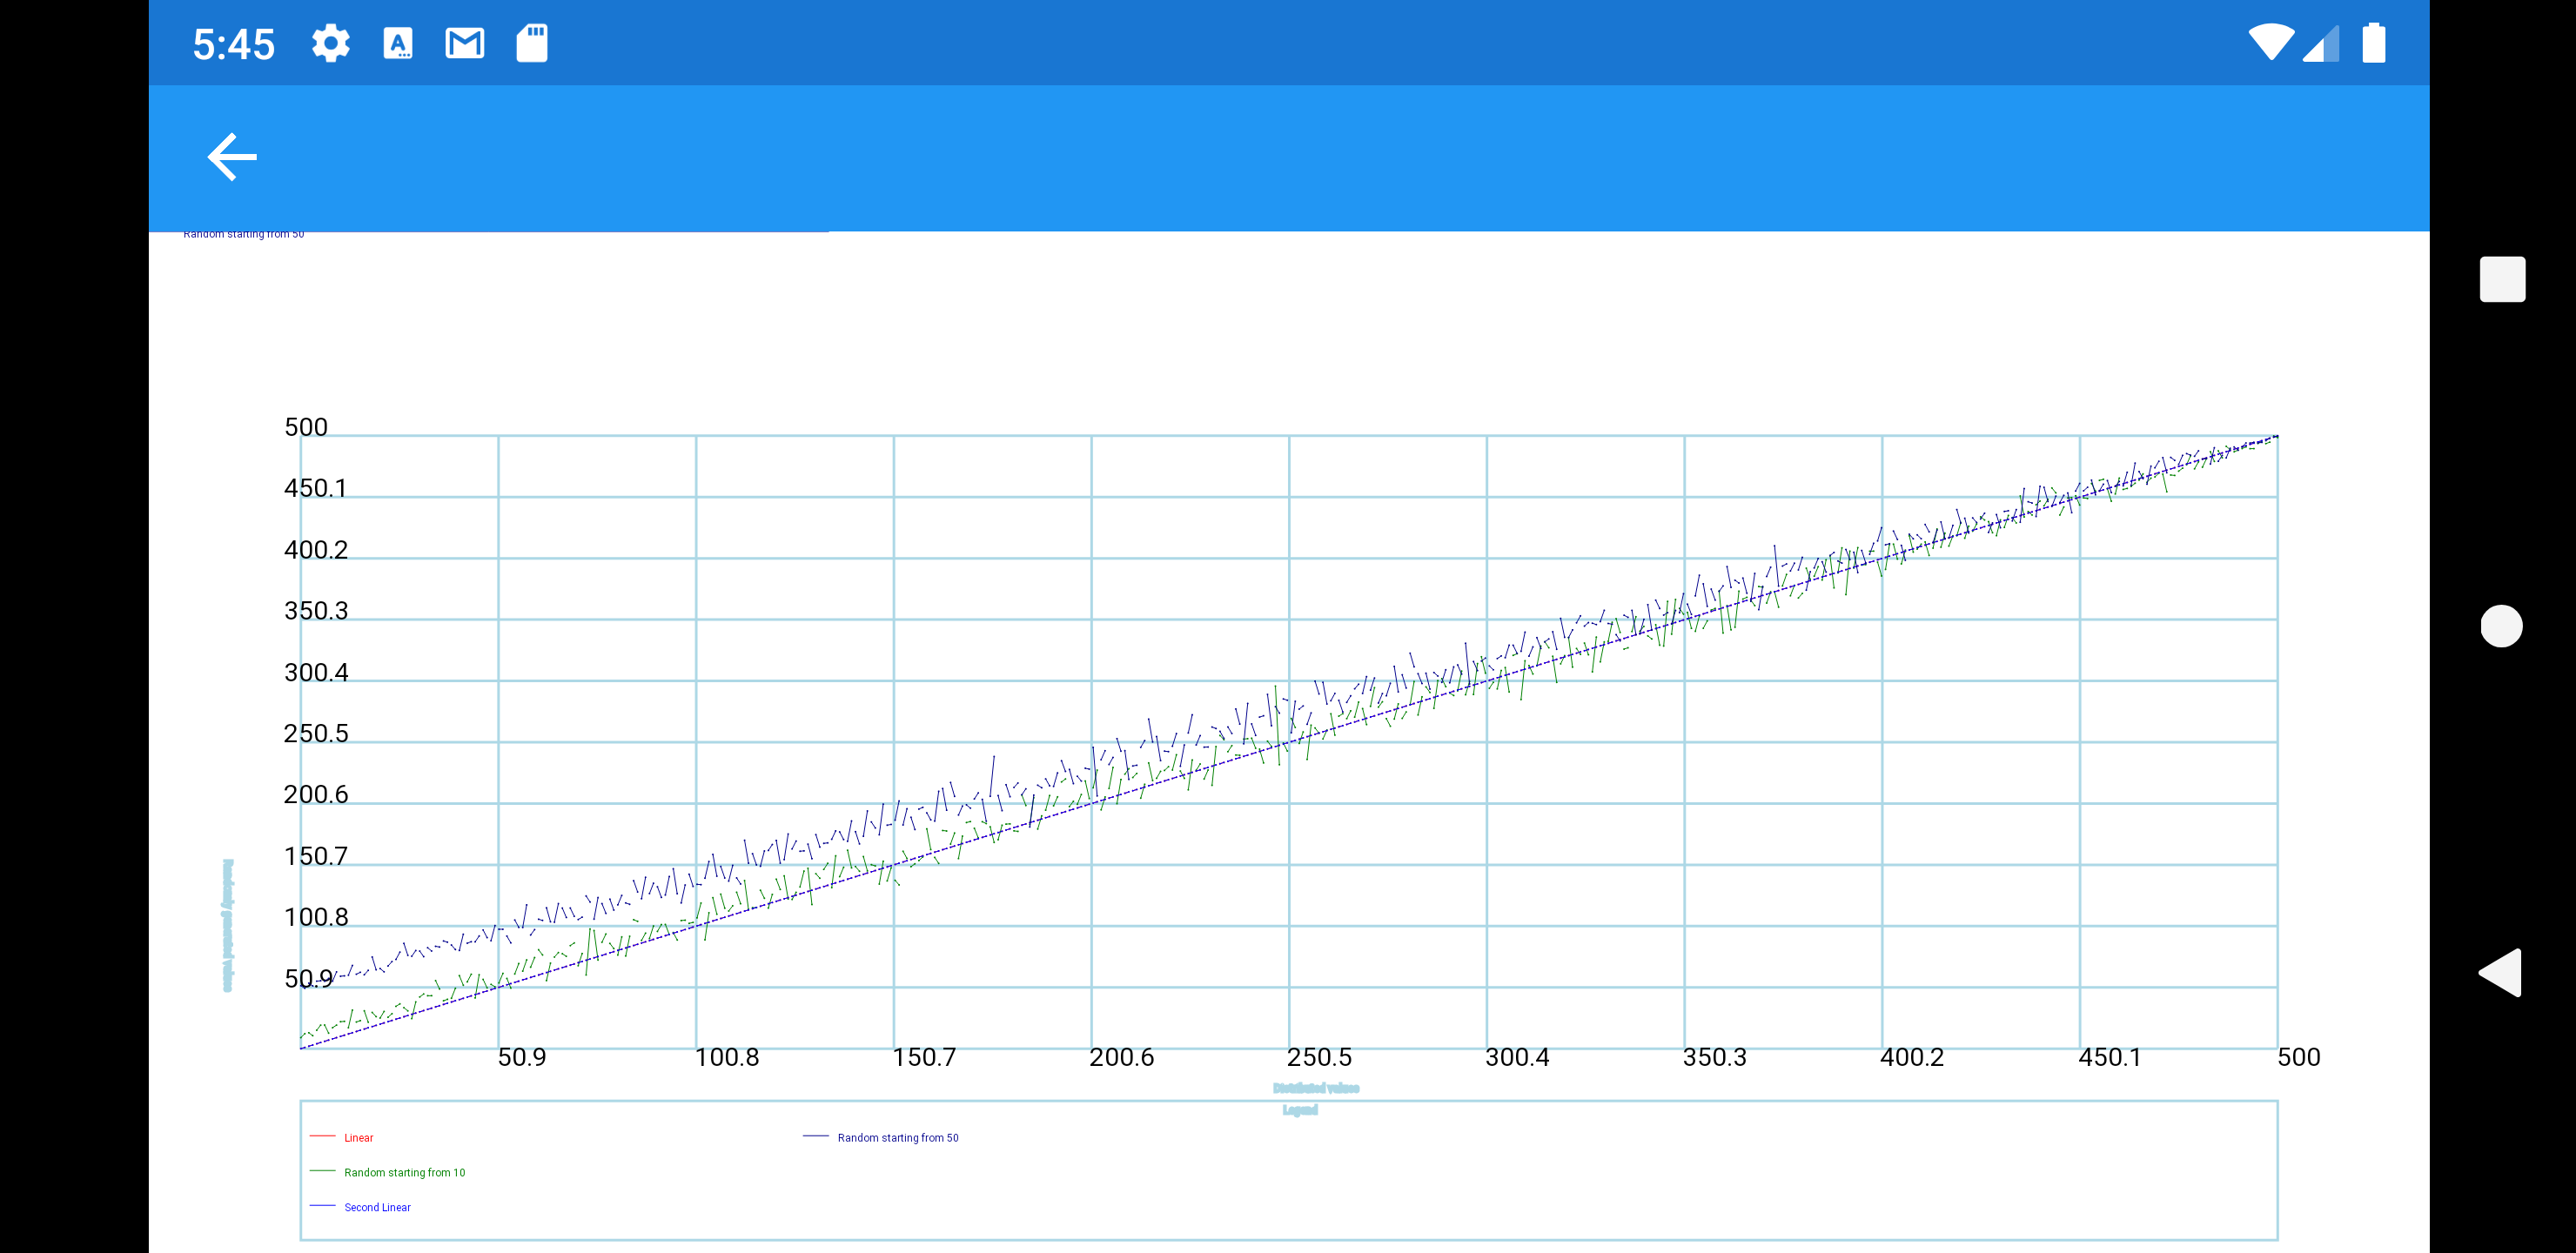 5:45
Random starting from 50
500
450.1
400.2
350.3
300.4
250.5
200.6
150.7
100.8
50.9
Randomly generated values
50.9 100.8 150.7 200.6 250.5 300.4 350.3 400.2 450.1 500
Distributed values
Legend
Linear
Random starting from 50
Random starting from 10
Second Linear